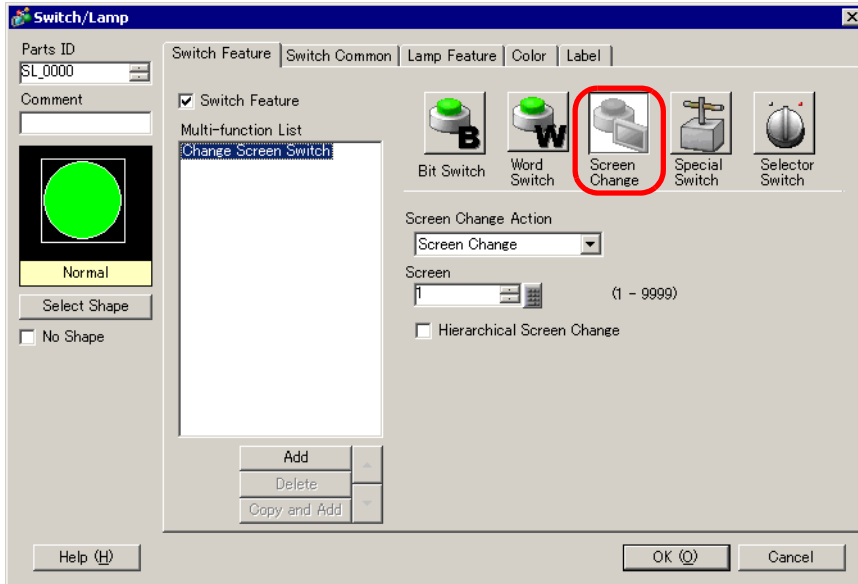 Switch/Lamp
Parts ID
SL_0000
Comment
Normal
Select Shape
No Shape
Switch Feature
Switch Common
Lamp Feature
Color
Label
Switch Feature
Multi-function List
Change Screen Switch
Add
Delete
Copy and Add
B
Bit Switch
W
Word
Switch
Screen
Change
Special
Switch
Selector
Switch
Screen Change Action
Screen Change
Screen
1
(1 - 9999)
Hierarchical Screen Change
Help (H)
OK (O)
Cancel